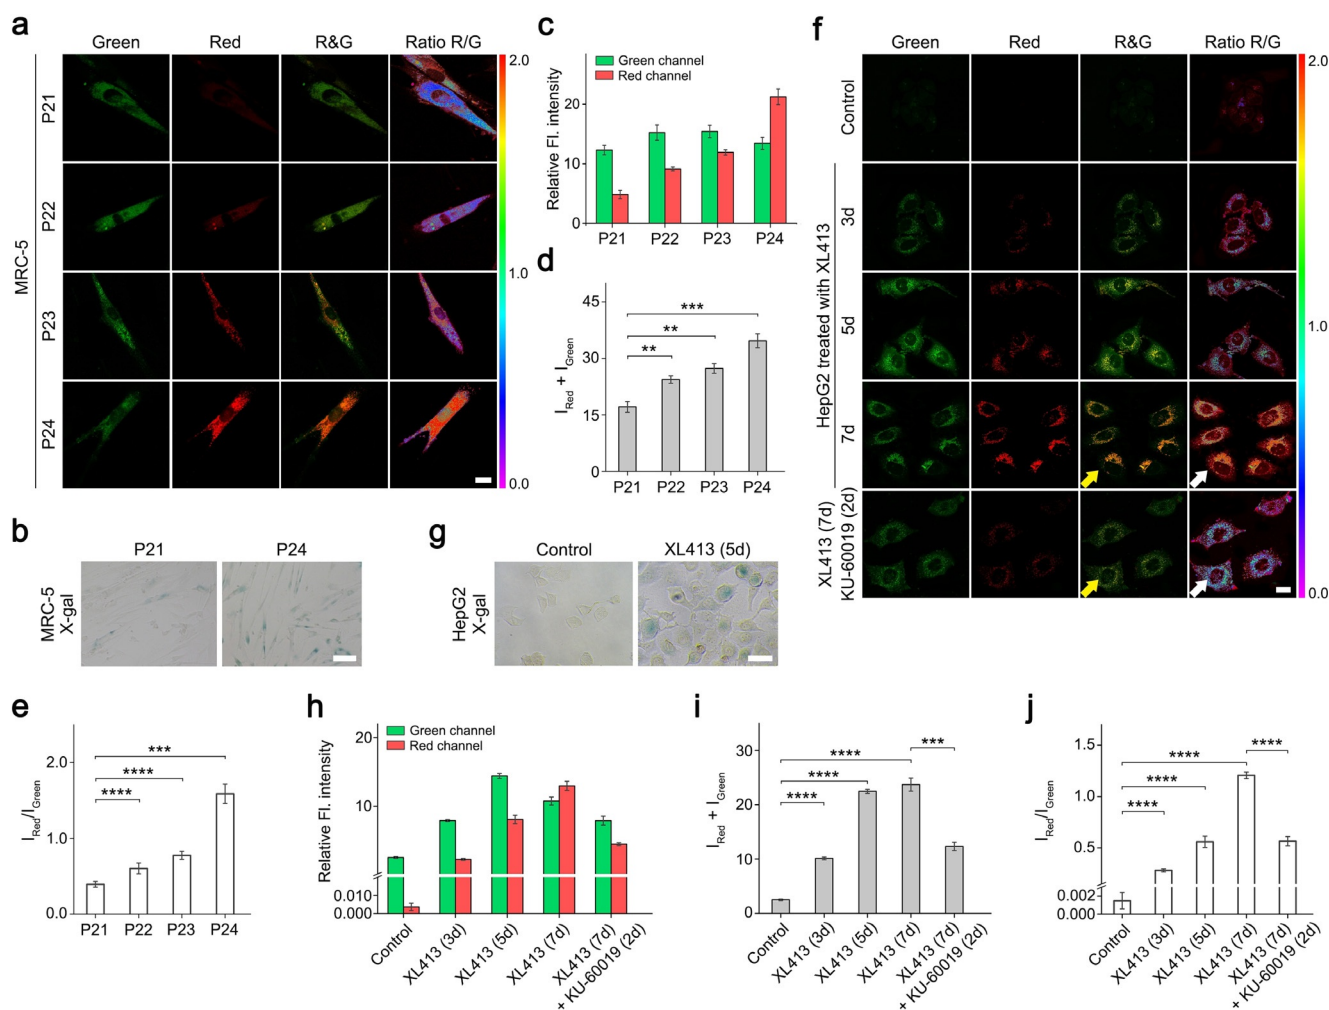 a
Green Red R&G Ratio R/G
MRC-5
P21
P22
P23
P24
2.0
1.0
0.0
b
P21 P24
MRC-5
X-gal
c
Green channel
Red channel
Relative Fl. intensity
20
10
0
P21 P22 P23 P24
d
I_Red + I_Green
45
30
15
0
***
**
**
P21 P22 P23 P24
e
I_Red/I_Green
2.0
1.0
0.0
***
****
****
P21 P22 P23 P24
f
Green Red R&G Ratio R/G
Control
HepG2 treated with XL413
3d
5d
7d
XL413 (7d)
KU-60019 (2d)
2.0
1.0
0.0
g
Control XL413 (5d)
HepG2
X-gal
h
Green channel
Red channel
Relative Fl. intensity
20
10
0.010
0.000
Control
XL413 (3d)
XL413 (5d)
XL413 (7d)
XL413 (7d)
+ KU-60019 (2d)
i
I_Red + I_Green
30
20
10
0
****
****
****
***
Control
XL413 (3d)
XL413 (5d)
XL413 (7d)
XL413 (7d)
+ KU-60019 (2d)
j
I_Red/I_Green
1.5
1.0
0.5
0.002
0.000
****
****
****
****
Control
XL413 (3d)
XL413 (5d)
XL413 (7d)
XL413 (7d)
+ KU-60019 (2d)